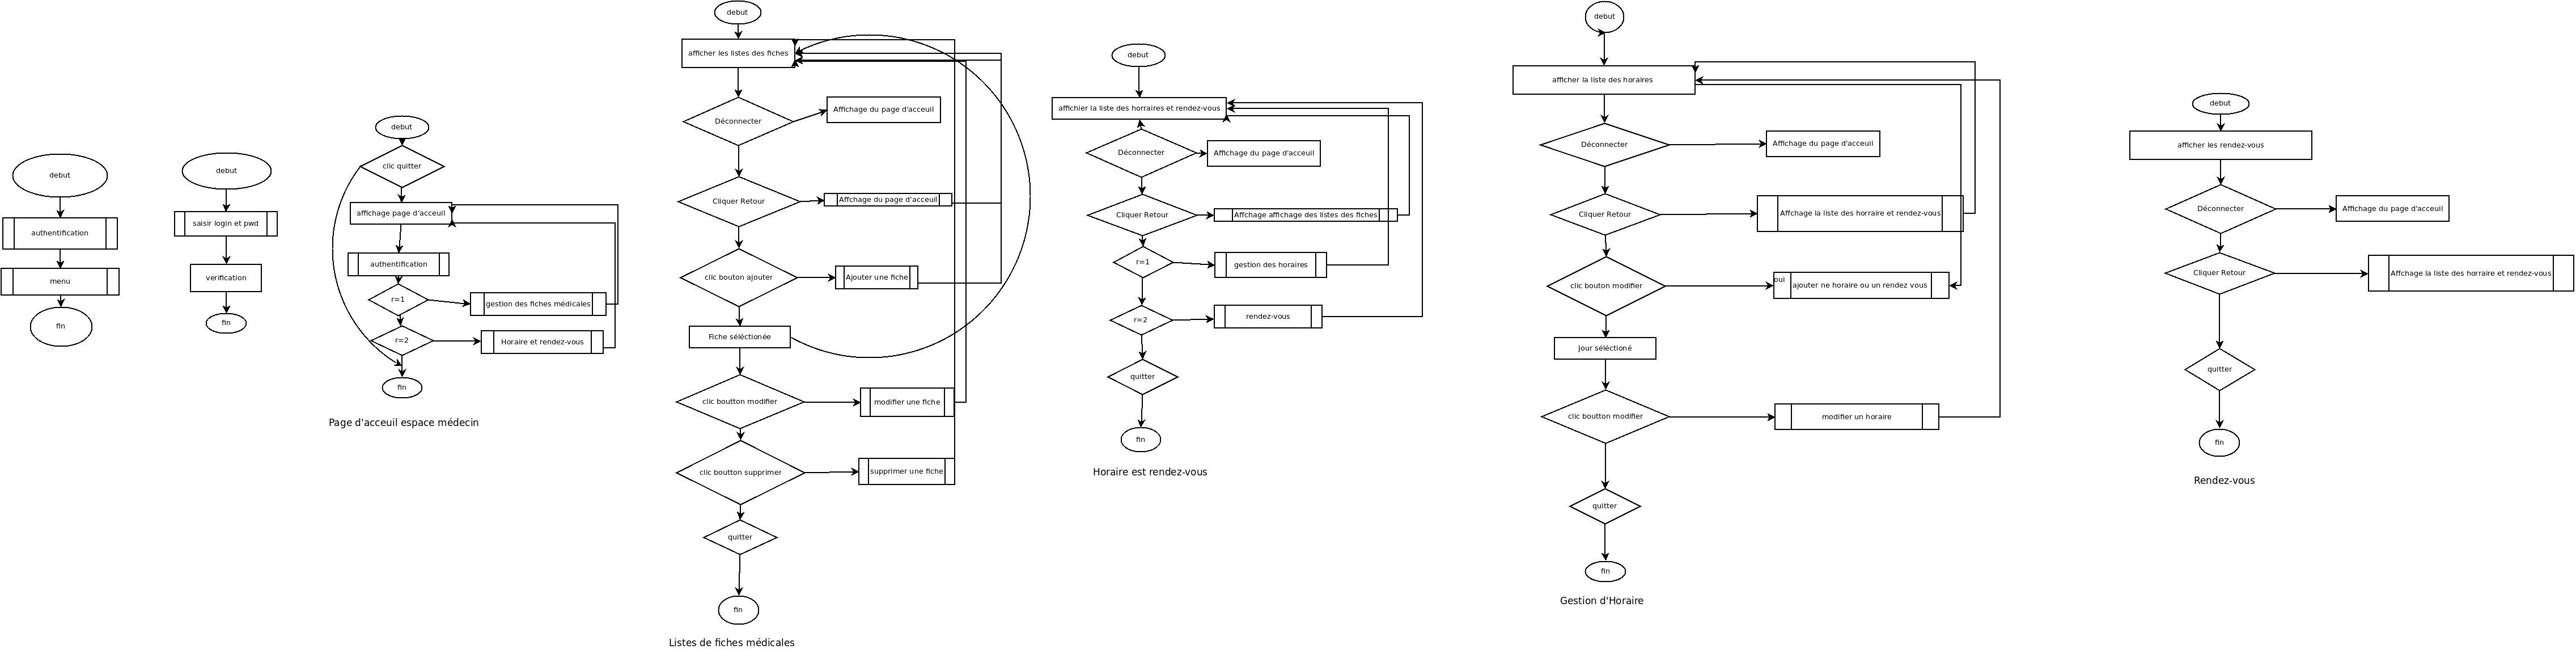 debut
authentification
menu
fin
debut
saisir login et pwd
verification
fin
debut
clic quitter
affichage page d'acceuil
authentification
r=1
gestion des fiches médicales
r=2
Horaire et rendez-vous
fin
Page d'acceuil espace médecin
debut
afficher les listes des fiches
Déconnecter
Affichage du page d'acceuil
Cliquer Retour
Affichage du page d'acceuil
clic bouton ajouter
Ajouter une fiche
Fiche séléctionée
clic boutton modifier
modifier une fiche
clic boutton supprimer
supprimer une fiche
quitter
fin
Listes de fiches médicales
debut
affichier la liste des horraires et rendez-vous
Déconnecter
Affichage du page d'acceuil
Cliquer Retour
Affichage affichage des listes des fiches
r=1
gestion des horaires
r=2
rendez-vous
quitter
fin
Horaire est rendez-vous
debut
afficher la liste des horaires
Déconnecter
Affichage du page d'acceuil
Cliquer Retour
Affchage la liste des horraire et rendez-vous
clic bouton modifier
oui
ajouter ne horaire ou un rendez vous
Jour séléctioné
clic boutton modifier
modifier un horaire
quitter
fin
Gestion d'Horaire
debut
afficher les rendez-vous
Déconnecter
Affichage du page d'acceuil
Cliquer Retour
Affchage la liste des horraire et rendez-vous
quitter
fin
Rendez-vous